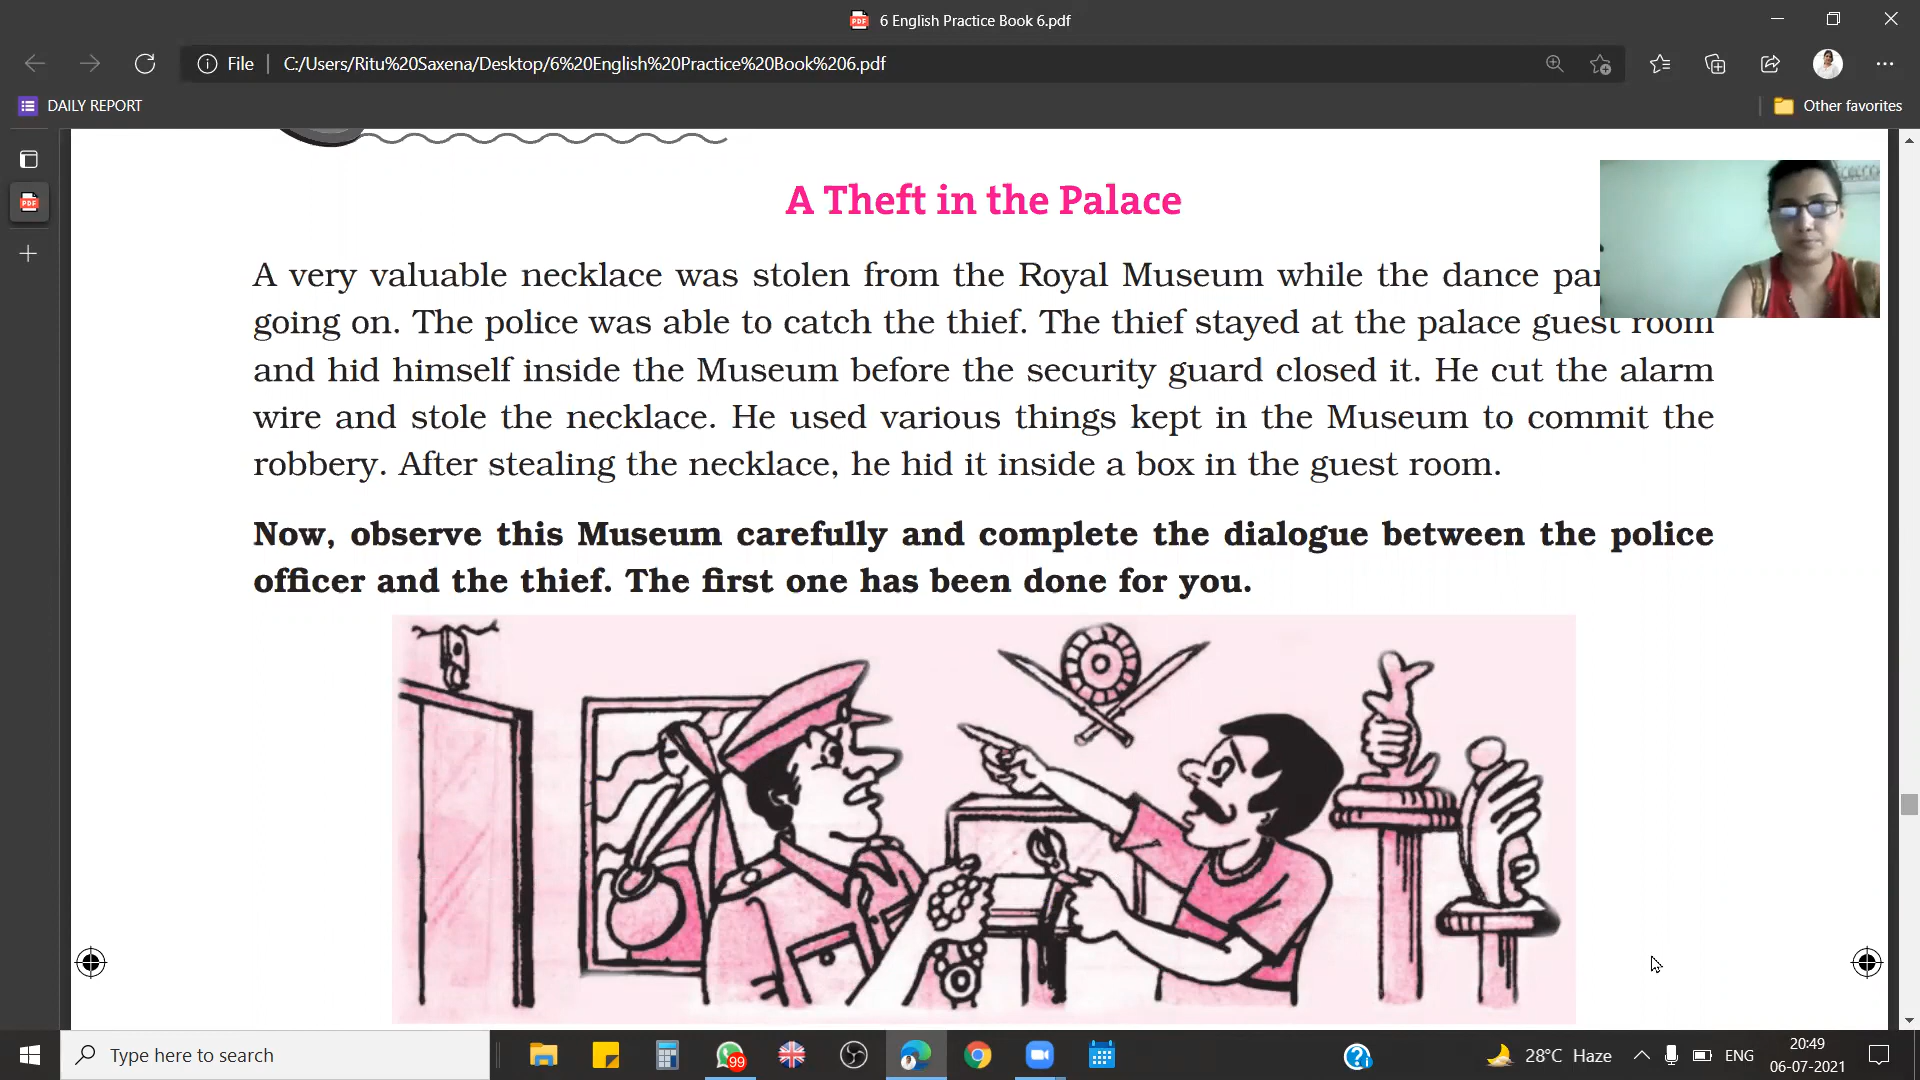 6 English Practice Book 6.pdf
File
C:/Users/Ritu%20Saxena/Desktop/6%20English%20Practice%20Book%206.pdf
DAILY REPORT
Other favorites
A Theft in the Palace
A very valuable necklace was stolen from the Royal Museum while the dance
going on. The police was able to catch the thief. The thief stayed at the palace guest room
and hid himself inside the Museum before the security guard closed it. He cut the alarm
wire and stole the necklace. He used various things kept in the Museum to commit the
robbery. After stealing the necklace, he hid it inside a box in the guest room.
Now, observe this Museum carefully and complete the dialogue between the police
officer and the thief. The first one has been done for you.
Type here to search
99
28°C Haze
ENG
20:49
06-07-2021